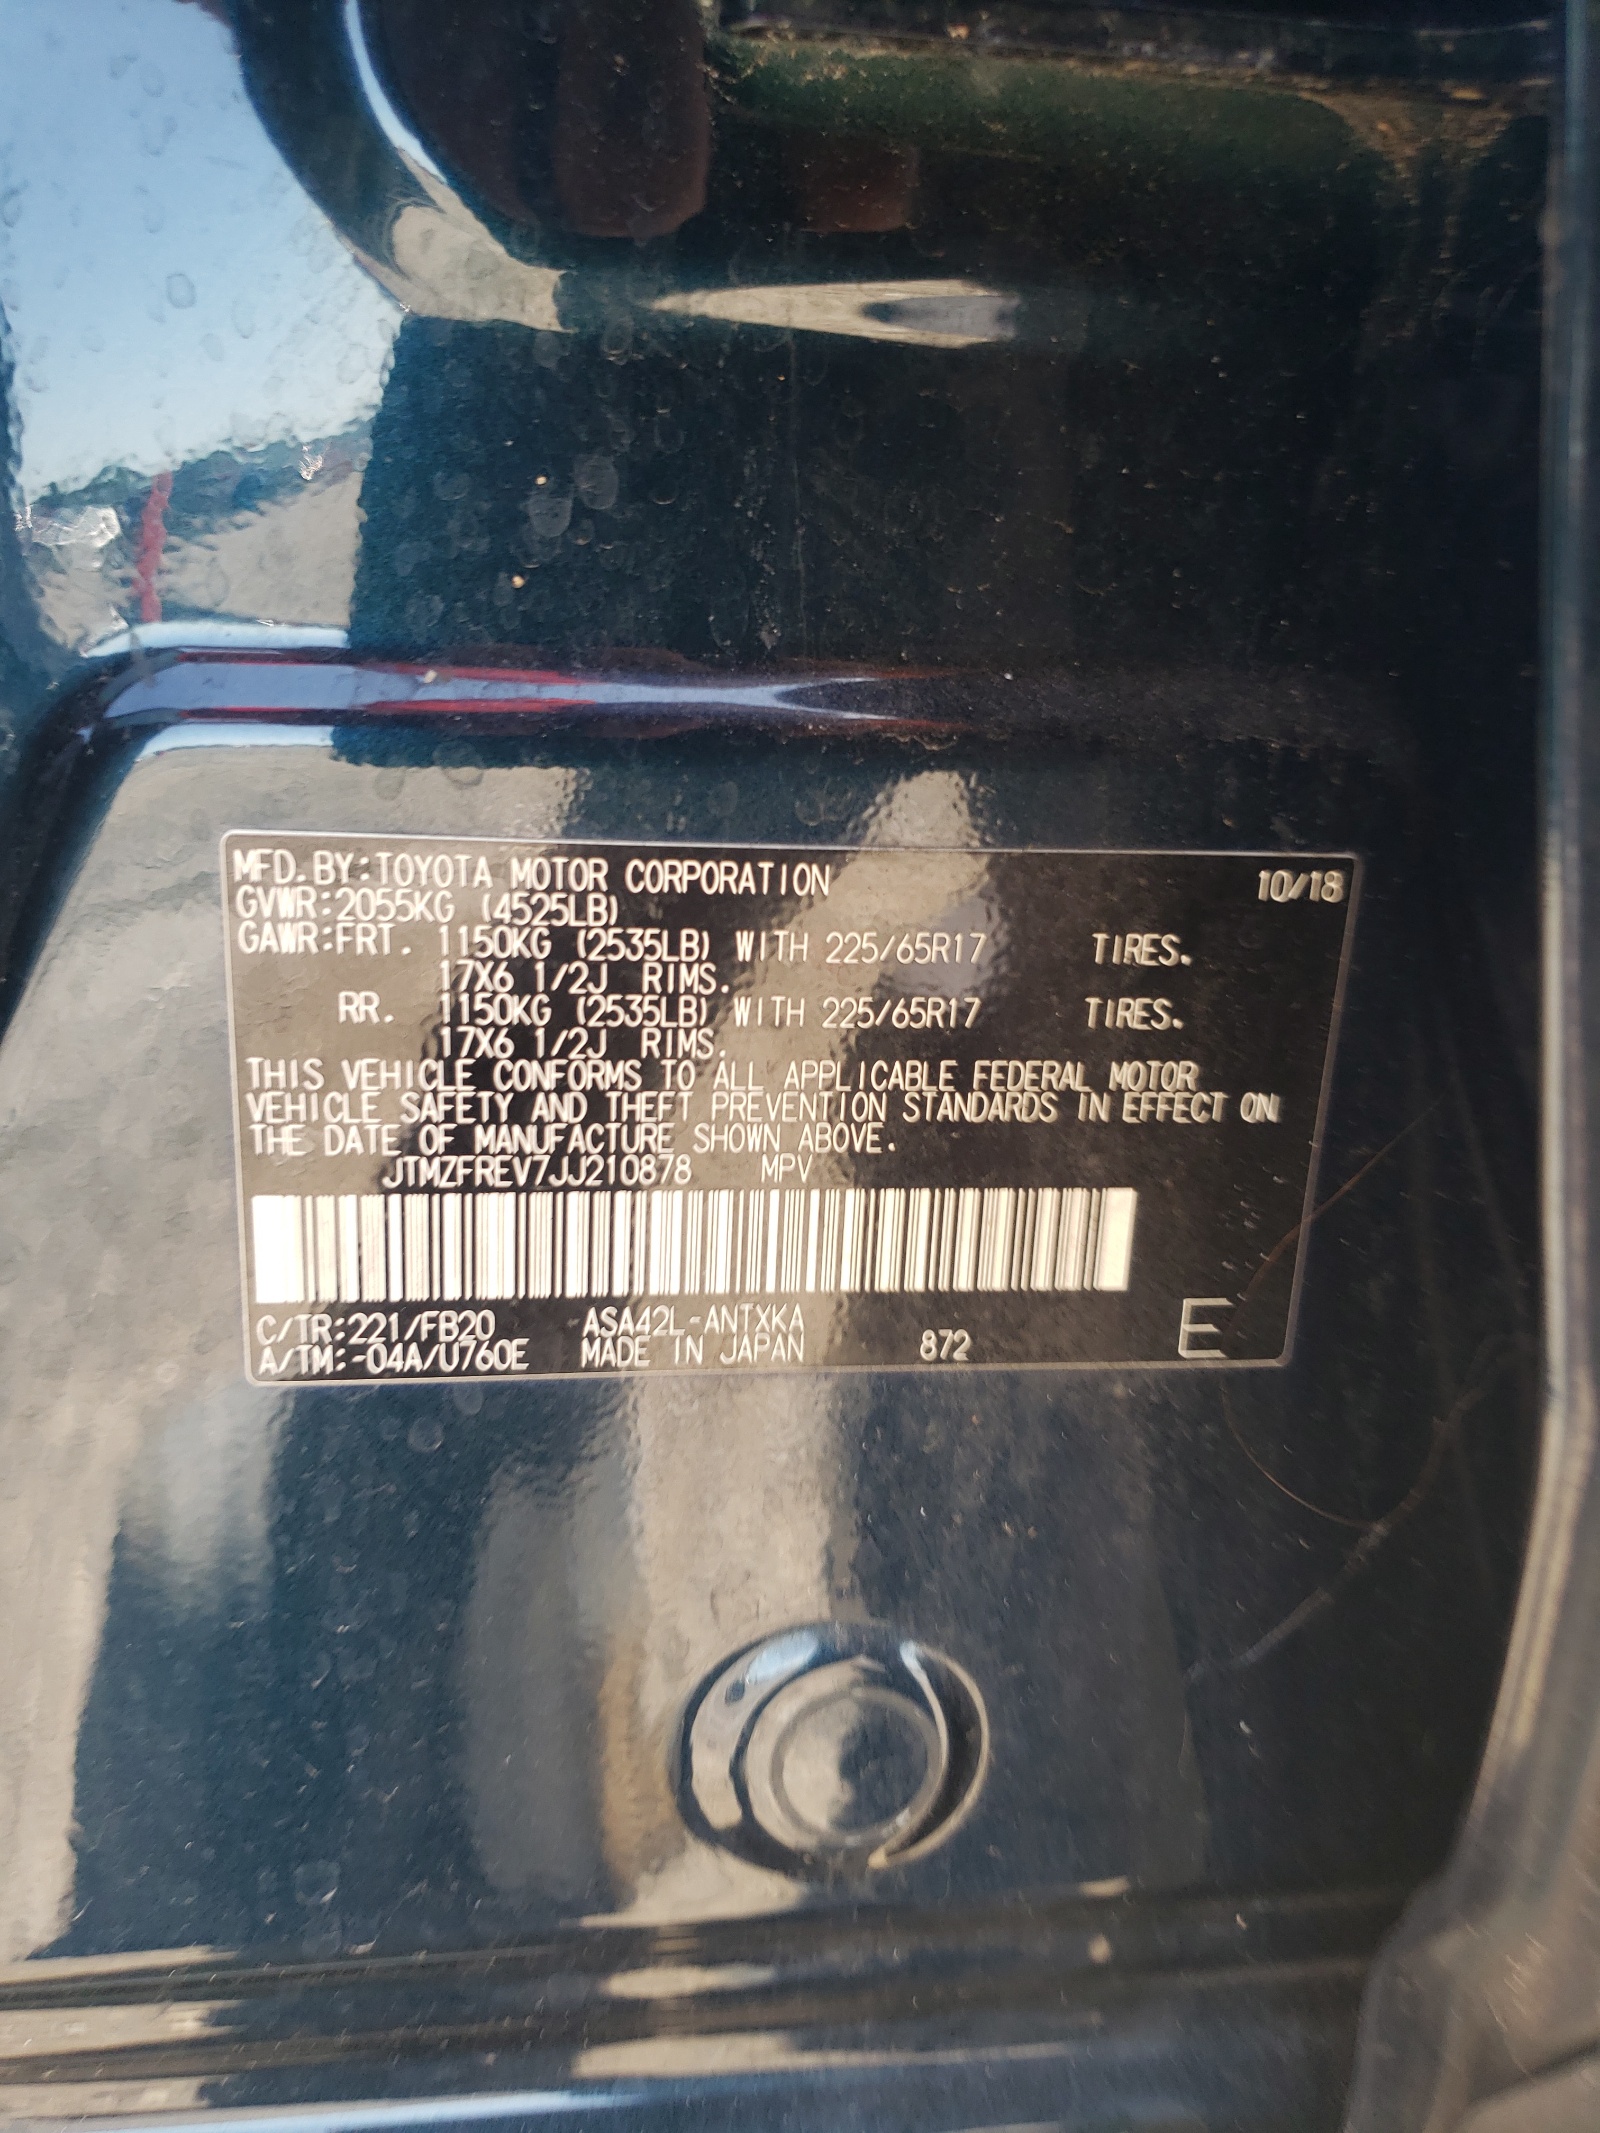 MFD.BY:TOYOTA MOTOR CORPORATION 10/18
GVWR:2055KG (4525LB)
GAWR:FRT. 1150KG (2535LB) WITH 225/65R17 TIRES.
17X6 1/2J RIMS.
RR. 1150KG (2535LB) WITH 225/65R17 TIRES.
17X6 1/2J RIMS.
THIS VEHICLE CONFORMS TO ALL APPLICABLE FEDERAL MOTOR
VEHICLE SAFETY AND THEFT PREVENTION STANDARDS IN EFFECT ON
THE DATE OF MANUFACTURE SHOWN ABOVE.
JTMZFREV7JJ210878 MPV
C/TR:221/FB20 ASA42L-ANTXKA
A/TM:-04A/U760E MADE IN JAPAN 872 E